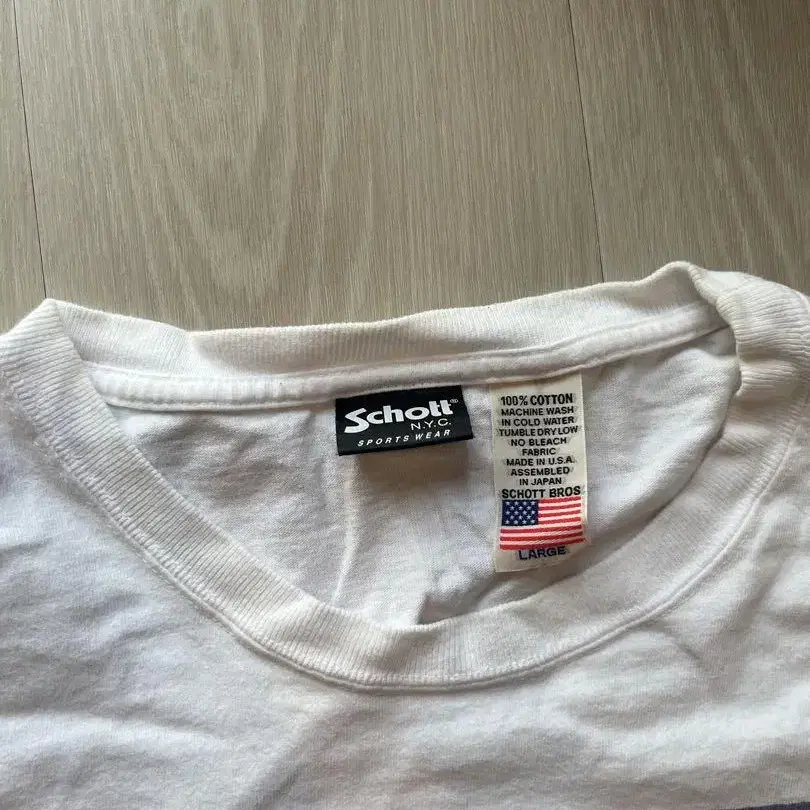 Schott®
N.Y.C.
SPORTS WEAR
100% COTTON
MACHINE WASH
IN COLD WATER
TUMBLE DRY LOW
NO BLEACH
FABRIC
MADE IN U.S.A.
ASSEMBLED
IN JAPAN
SCHOTT BROS
LARGE